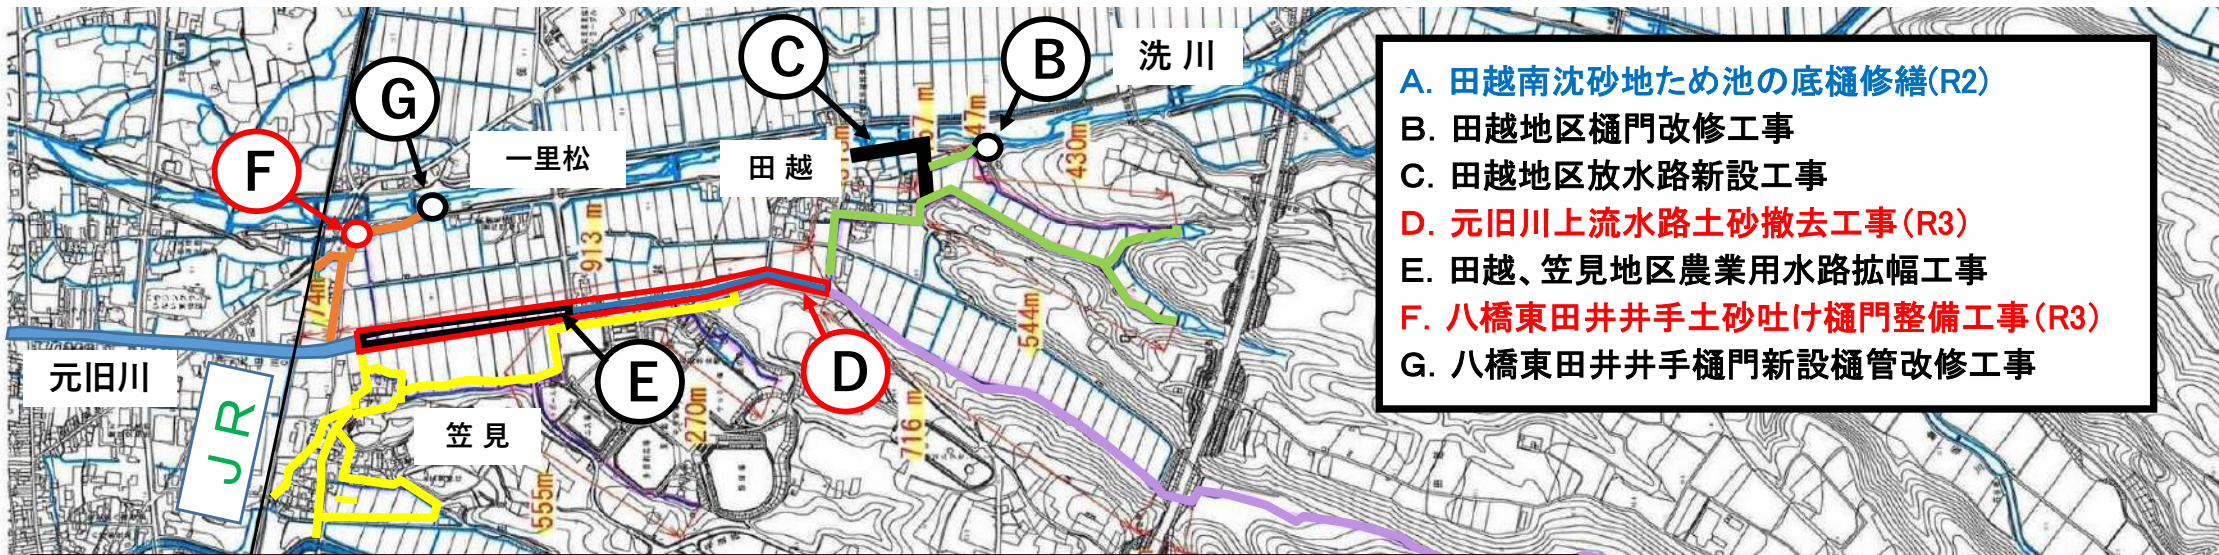 C
B
洗 川
G
一里松
F
田 越
47m
430m
913 m
774m
544m
元旧川
JR
笠 見
E
D
270m
716 m
555m
A. 田越南沈砂地ため池の底樋修繕(R2)
B. 田越地区樋門改修工事
C. 田越地区放水路新設工事
D. 元旧川上流水路土砂撤去工事(R3)
E. 田越、笠見地区農業用水路拡幅工事
F. 八橋東田井井手土砂吐け樋門整備工事(R3)
G. 八橋東田井井手樋門新設樋管改修工事